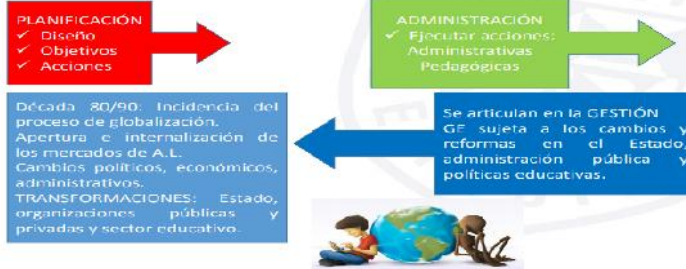 PLANIFICACIÓN
✓ Diseño
✓ Objetivos
✓ Acciones
ADMINISTRACIÓN
✓ Ejecutar acciones:
Administrativas
Pedagógicas
Década 80/90: Incidencia del
proceso de globalización.
Apertura e internalización de
los mercados de A.L.
Cambios políticos, económicos,
administrativos.
TRANSFORMACIONES: Estado,
organizaciones públicas y
privadas y sector educativo.
Se articulan en la GESTIÓN
GE sujeta a los cambios y
reformas en el Estado,
administración pública y
políticas educativas.